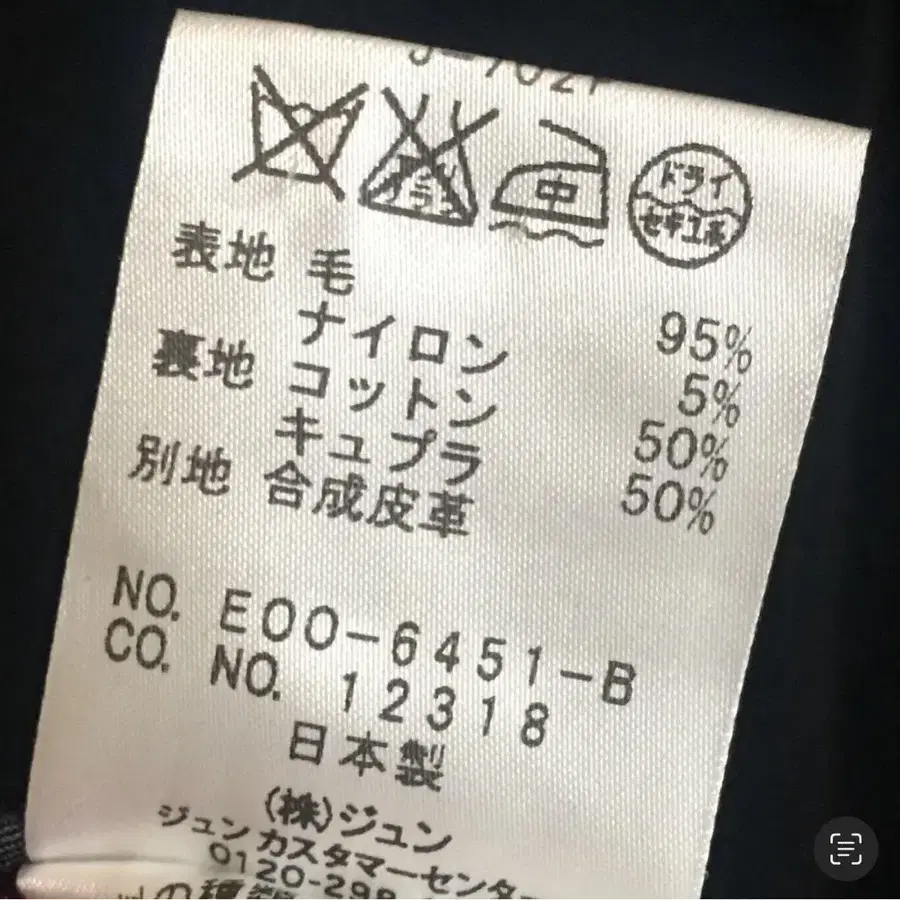 中
ドライ
セキユ系
表地 毛 95%
ナイロン 5%
裏地 コットン 50%
キュプラ 50%
別地 合成皮革
NO. E00-6451-B
CO. NO. 12318
日本製
(株)ジュン
ジュンカスタマーセンター
0120-298